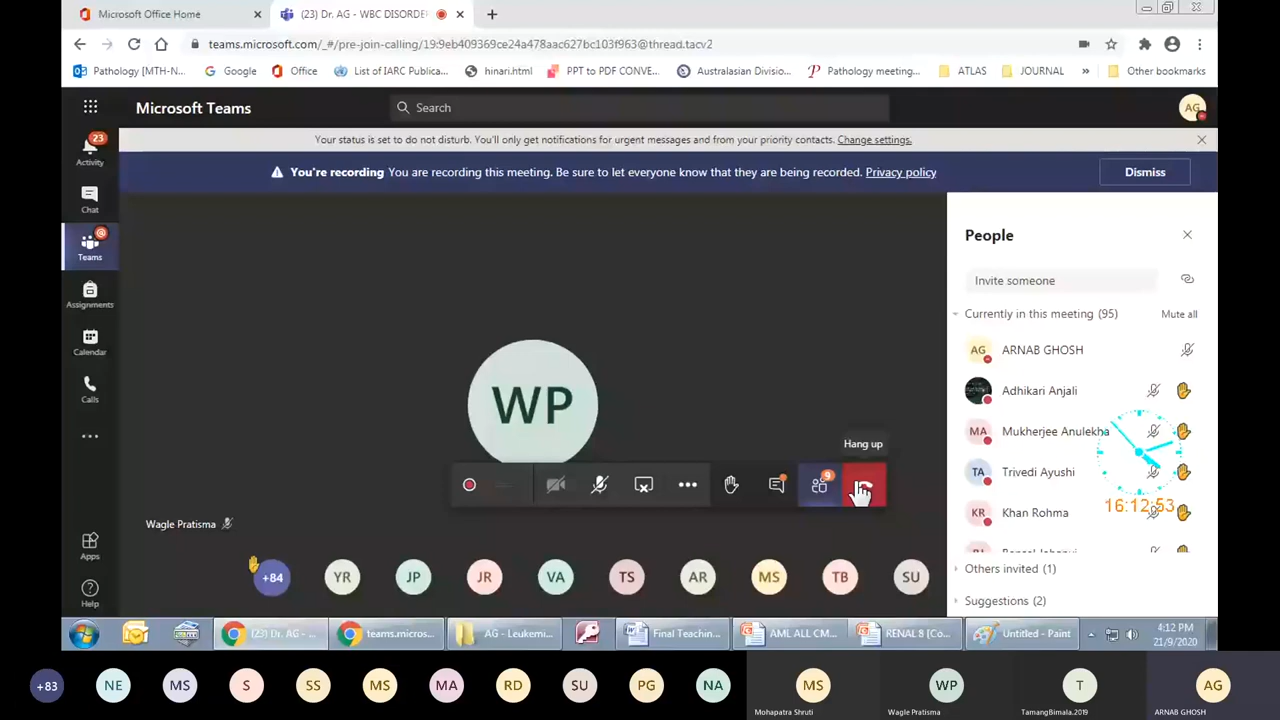 Microsoft Office Home
(23) Dr. AG - WBC DISORDER
teams.microsoft.com/_#/pre-join-calling/19:9eb409369ce24a478aac627bc103f963@thread.tacv2
Pathology [MTH-N...
Google
Office
List of IARC Publica...
hinari.html
PPT to PDF CONVE...
Australasian Divisio...
Pathology meeting...
ATLAS
JOURNAL
»
Other bookmarks
Microsoft Teams
Search
AG
Your status is set to do not disturb. You'll only get notifications for urgent messages and from your priority contacts. Change settings.
You're recording You are recording this meeting. Be sure to let everyone know that they are being recorded. Privacy policy
Dismiss
23
Activity
Chat
Teams
Assignments
Calendar
Calls
Apps
Help
WP
Hang up
9
Wagle Pratisma
+84
YR
JP
JR
VA
TS
AR
MS
TB
SU
People
Invite someone
Currently in this meeting (95)
Mute all
AG ARNAB GHOSH
Adhikari Anjali
MA Mukherjee Anulekha
TA Trivedi Ayushi
KR Khan Rohma
16:12:53
Others invited (1)
Suggestions (2)
(23) Dr. AG - ...
teams.micros...
AG - Leukemi...
Final Teachin...
AML ALL CM...
RENAL 8 [Co...
Untitled - Paint
4:12 PM
21/9/2020
+83
NE
MS
S
SS
MS
MA
RD
SU
PG
NA
MS
Mohapatra Shruti
WP
Wagle Pratisma
T
TamangBimala.2019
AG
ARNAB GHOSH